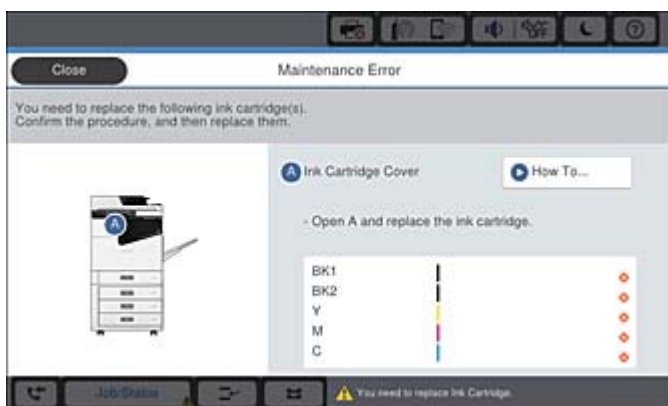 Close
Maintenance Error
You need to replace the following ink cartridge(s).
Confirm the procedure, and then replace them.
A
Ink Cartridge Cover
How To...
A
- Open A and replace the ink cartridge.
BK1
BK2
Y
M
C
Job/Status
You need to replace Ink Cartridge.